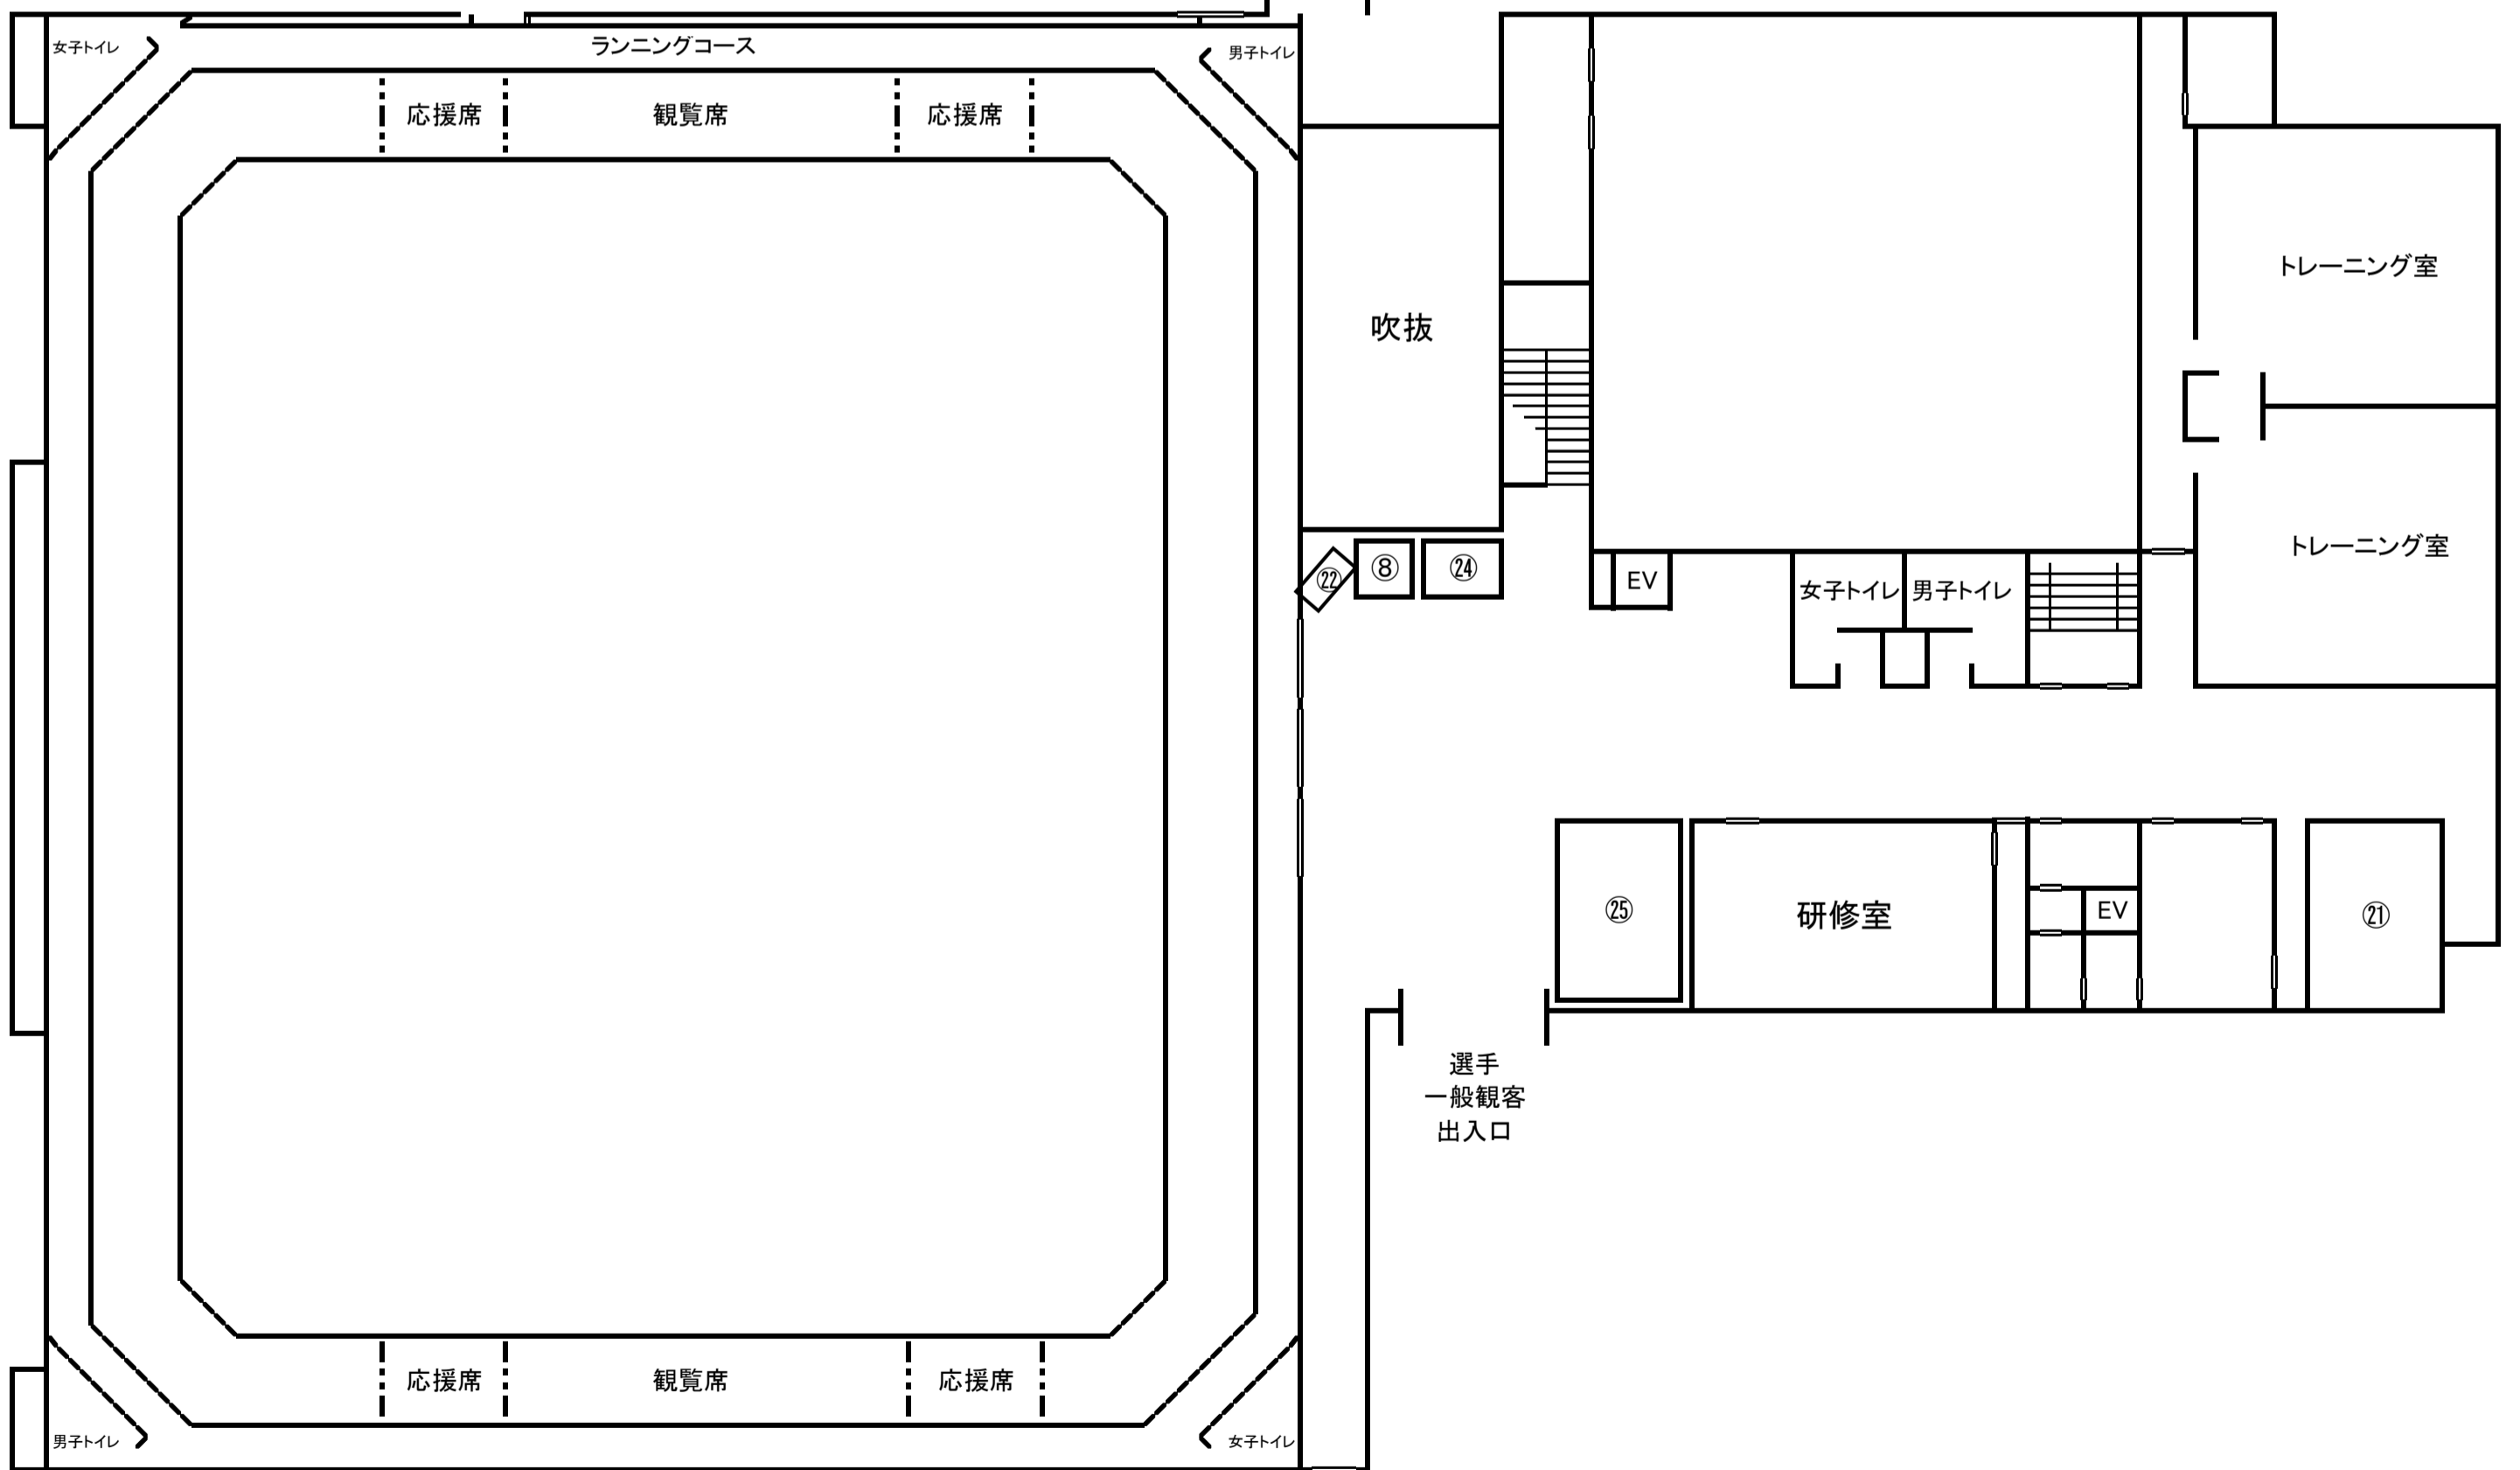 女子トイレ
ランニングコース
男子トイレ
応援席
観覧席
応援席
トレーニング室
吹抜
トレーニング室
㉒
⑧
㉔
EV
女子トイレ
男子トイレ
㉕
研修室
EV
㉑
選手
一般観客
出入口
応援席
観覧席
応援席
男子トイレ
女子トイレ